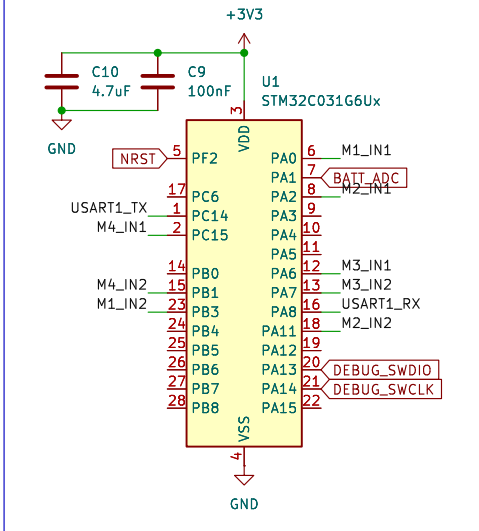 +3V3
C10
4.7uF
C9
100nF
GND
U1
STM32C031G6Ux
3
VDD
NRST
5
PF2
17
PC6
USART1_TX
1
PC14
M4_IN1
2
PC15
14
PB0
M4_IN2
15
PB1
M1_IN2
23
PB3
24
PB4
25
PB5
26
PB6
27
PB7
28
PB8
PA0
6
M1_IN1
PA1
7
BATT_ADC
PA2
8
M2_IN1
PA3
9
PA4
10
PA5
11
PA6
12
M3_IN1
PA7
13
M3_IN2
PA8
16
USART1_RX
PA11
18
M2_IN2
PA12
19
PA13
20
DEBUG_SWDIO
PA14
21
DEBUG_SWCLK
PA15
22
VSS
4
GND